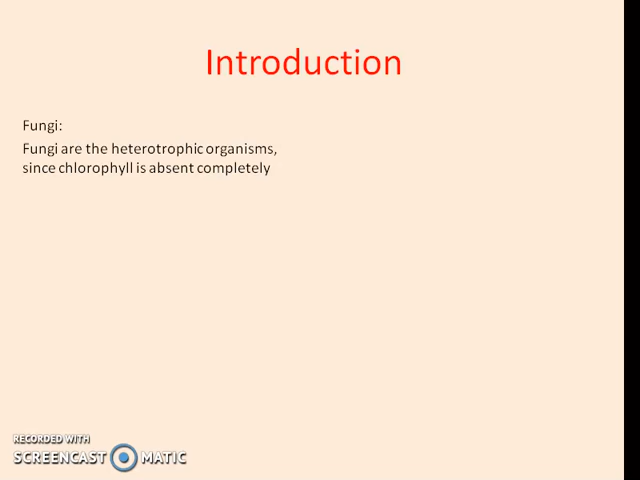 Introduction
Fungi:
Fungi are the heterotrophic organisms,
since chlorophyll is absent completely
RECORDED WITH
SCREENCAST MATIC